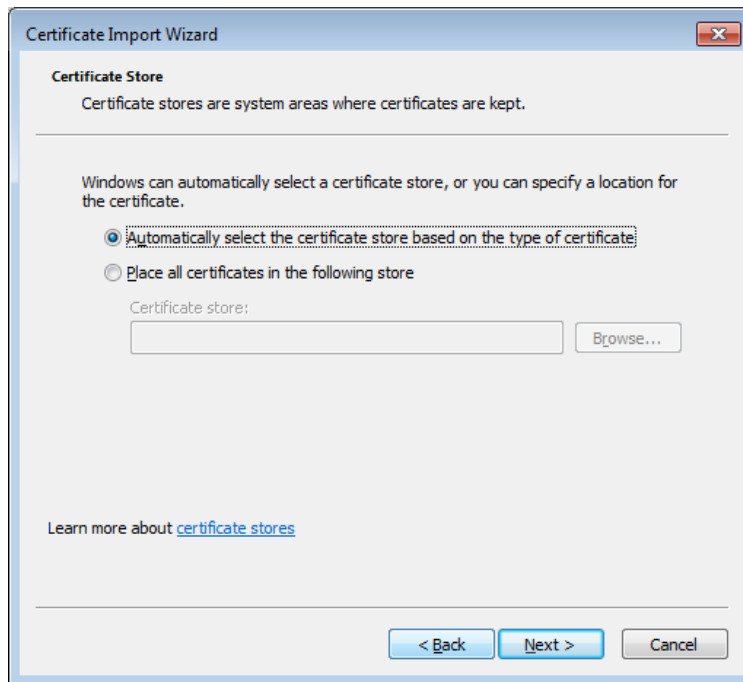 Certificate Import Wizard
Certificate Store
Certificate stores are system areas where certificates are kept.
Windows can automatically select a certificate store, or you can specify a location for
the certificate.
Automatically select the certificate store based on the type of certificate
Place all certificates in the following store
Certificate store:
Browse...
Learn more about certificate stores
< Back
Next >
Cancel